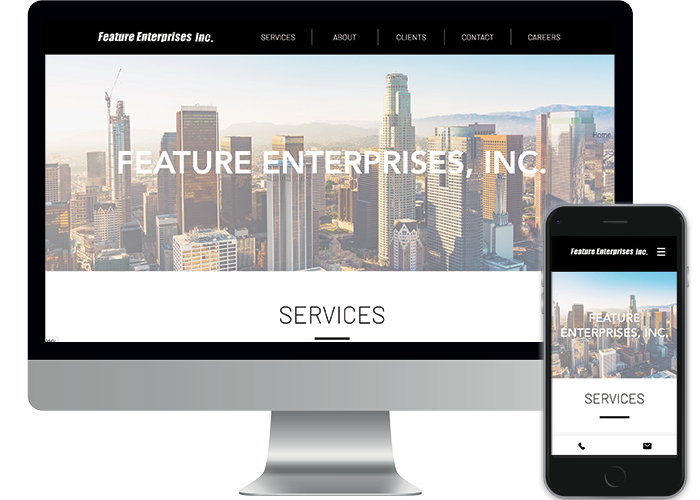 Feature Enterprises Inc.
SERVICES
ABOUT
CLIENTS
CONTACT
CAREERS
Home
FEATURE ENTERPRISES, INC.
SERVICES
Feature Enterprises Inc.
FEATURE
ENTERPRISES, INC.
SERVICES